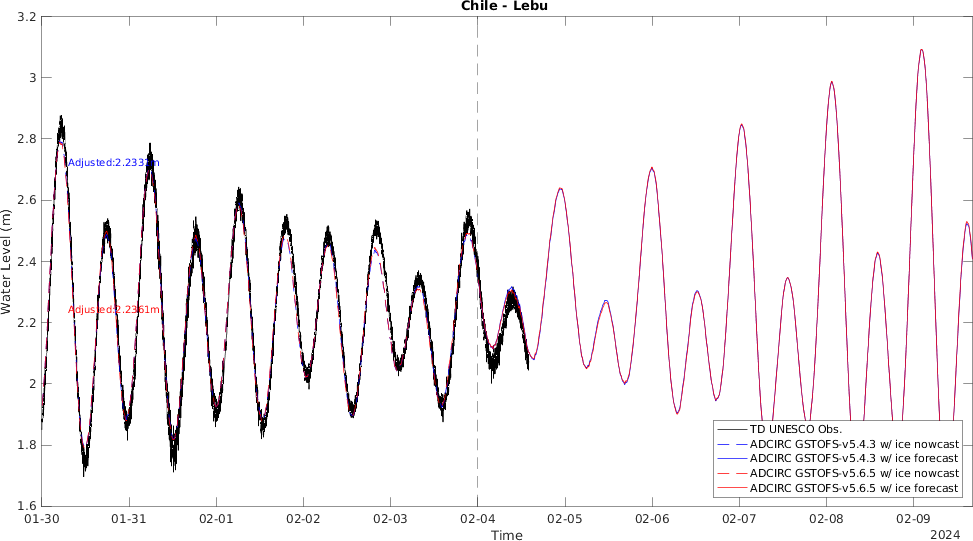 Chile - Lebu
3.2
3
2.8
2.6
2.4
2.2
2
1.8
1.6
Water Level (m)
Adjusted:2.2361m
01-30
01-31
02-01
02-02
02-03
02-04
02-05
02-06
02-07
02-08
02-09
Time
2024
TD UNESCO Obs.
ADCIRC GSTOFS-v5.4.3 w/ ice nowcast
ADCIRC GSTOFS-v5.4.3 w/ ice forecast
ADCIRC GSTOFS-v5.6.5 w/ ice nowcast
ADCIRC GSTOFS-v5.6.5 w/ ice forecast